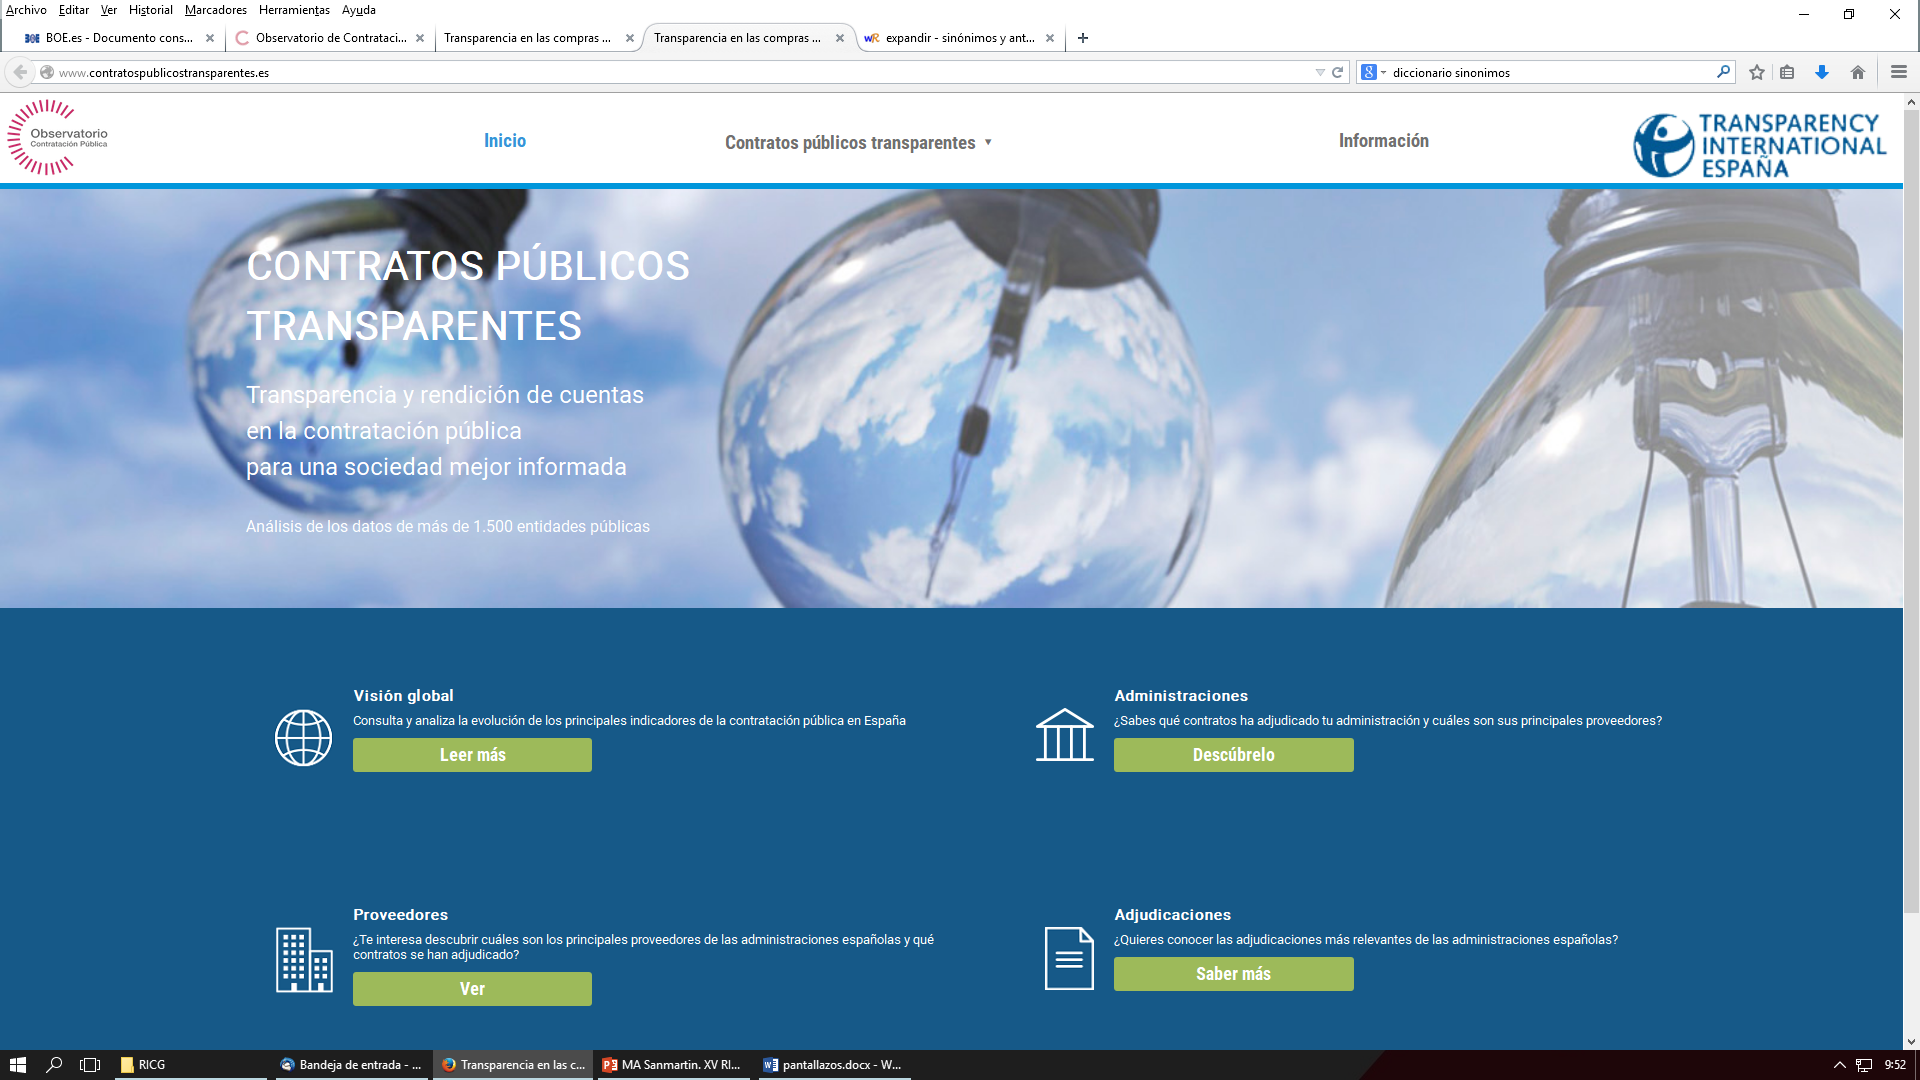 Archivo Editar Ver Historial Marcadores Herramientas Ayuda
BOE.es - Documento cons... Observatorio de Contrataci... Transparencia en las compras ... Transparencia en las compras ... wR expandir - sinónimos y ant...
www.contratospublicostransparentes.es diccionario sinonimos
Observatorio
Contratación Pública
Inicio Contratos públicos transparentes Información
TRANSPARENCY
INTERNATIONAL
ESPAÑA
CONTRATOS PÚBLICOS
TRANSPARENTES
Transparencia y rendición de cuentas
en la contratación pública
para una sociedad mejor informada
Análisis de los datos de más de 1.500 entidades públicas
Visión global
Consulta y analiza la evolución de los principales indicadores de la contratación pública en España
Leer más
Administraciones
¿Sabes qué contratos ha adjudicado tu administración y cuáles son sus principales proveedores?
Descúbrelo
Proveedores
¿Te interesa descubrir cuáles son los principales proveedores de las administraciones españolas y qué
contratos se han adjudicado?
Ver
Adjudicaciones
¿Quieres conocer las adjudicaciones más relevantes de las administraciones españolas?
Saber más
RICG Bandeja de entrada - ... Transparencia en las c... MA Sanmartin. XV RI... pantallazos.docx - W... 9:52